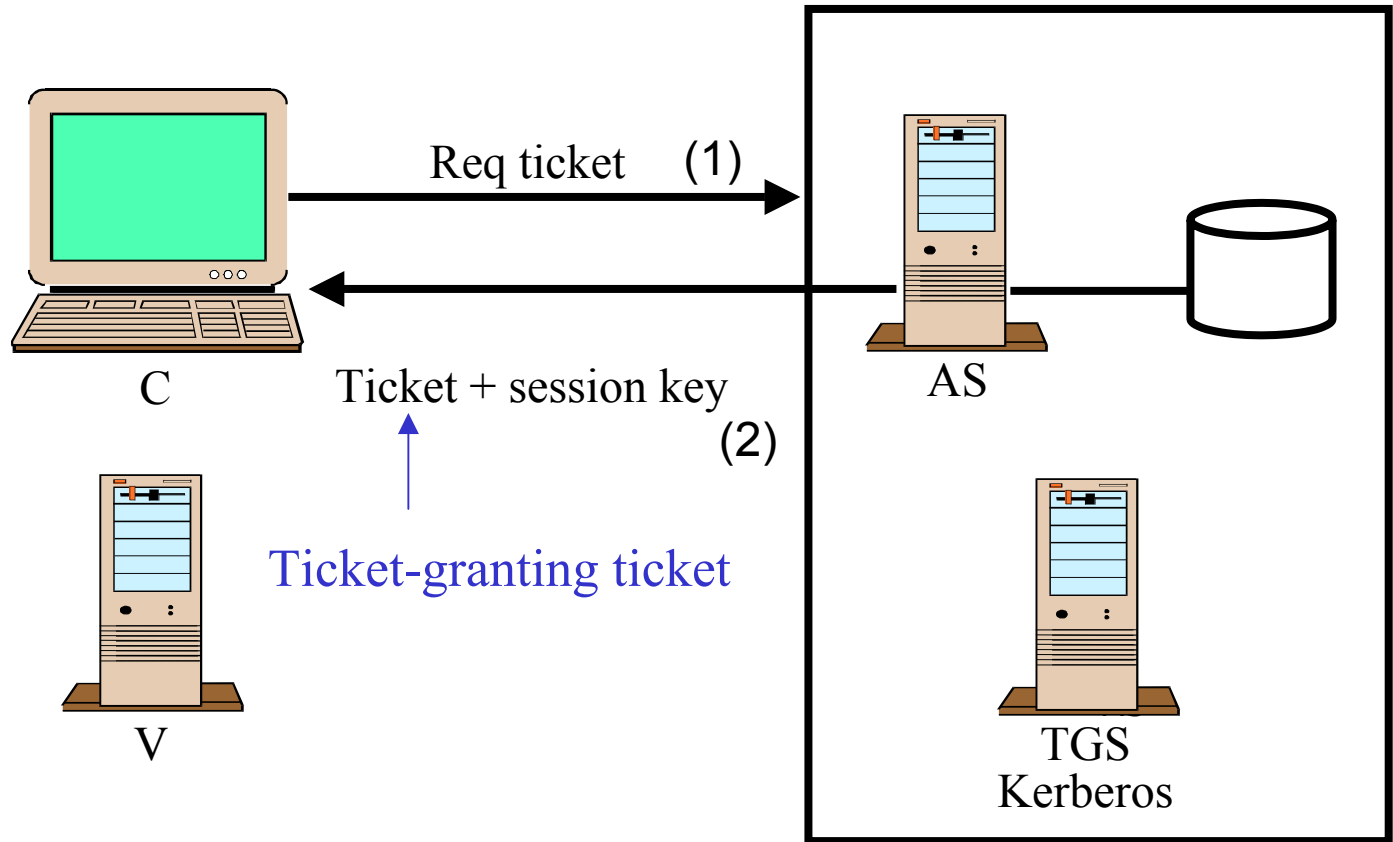 Req ticket (1)
C
Ticket + session key
(2)
AS
Ticket-granting ticket
V
TGS
Kerberos